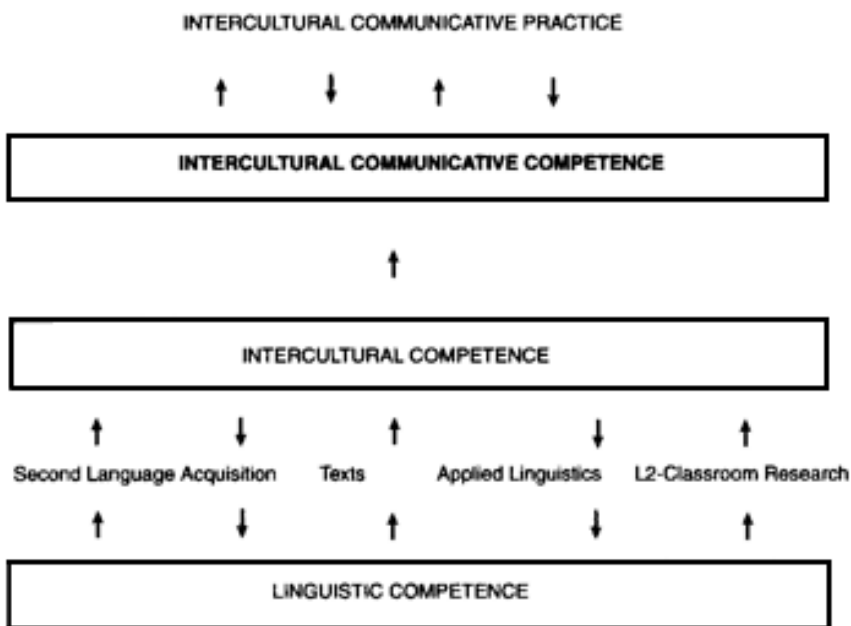 INTERCULTURAL COMMUNICATIVE PRACTICE
INTERCULTURAL COMMUNICATIVE COMPETENCE
INTERCULTURAL COMPETENCE
Second Language Acquisition Texts Applied Linguistics L2-Classroom Research
LINGUISTIC COMPETENCE